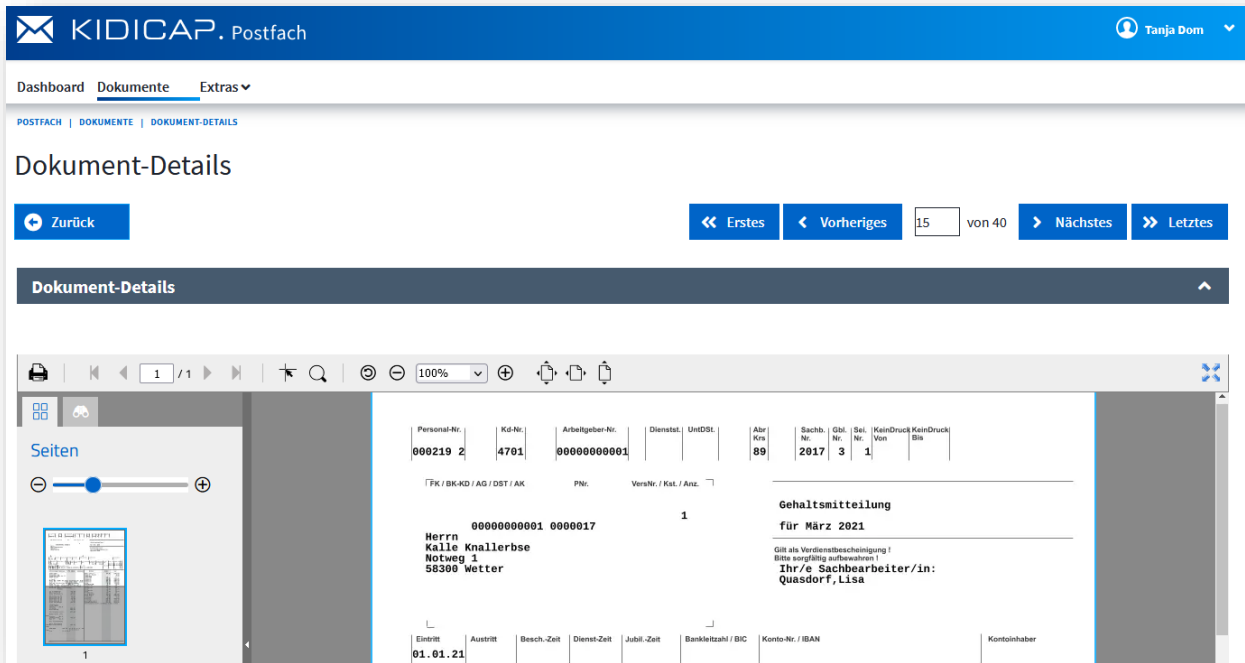 KIDICAP. Postfach
Tanja Dom
Dashboard Dokumente Extras
POSTFACH | DOKUMENTE | DOKUMENT-DETAILS
Dokument-Details
Zurück
Erstes Vorheriges 15 von 40 Nächstes Letztes
Dokument-Details
1 / 1 100%
Seiten
1
Personal-Nr. Kd-Nr. Arbeitgeber-Nr. Dienstst. UntDSt. Abr Krs Sachb. Nr. Gbl. Nr. Sei. Nr. KeinDruck Von KeinDruck Bis
000219 2 4701 00000000001 89 2017 3 1
FK / BK-KD / AG / DST / AK PNr. VersNr. / Kst. / Anz.
1
00000000001 0000017
Herrn
Kalle Knallerbse
Notweg 1
58300 Wetter
Gehaltsmitteilung
für März 2021
Gilt als Verdienstbescheinigung !
Bitte sorgfältig aufbewahren !
Ihr/e Sachbearbeiter/in:
Quasdorf,Lisa
Eintritt Austritt Besch.-Zeit Dienst-Zeit Jubil.-Zeit Bankleitzahl / BIC Konto-Nr. / IBAN Kontoinhaber
01.01.21